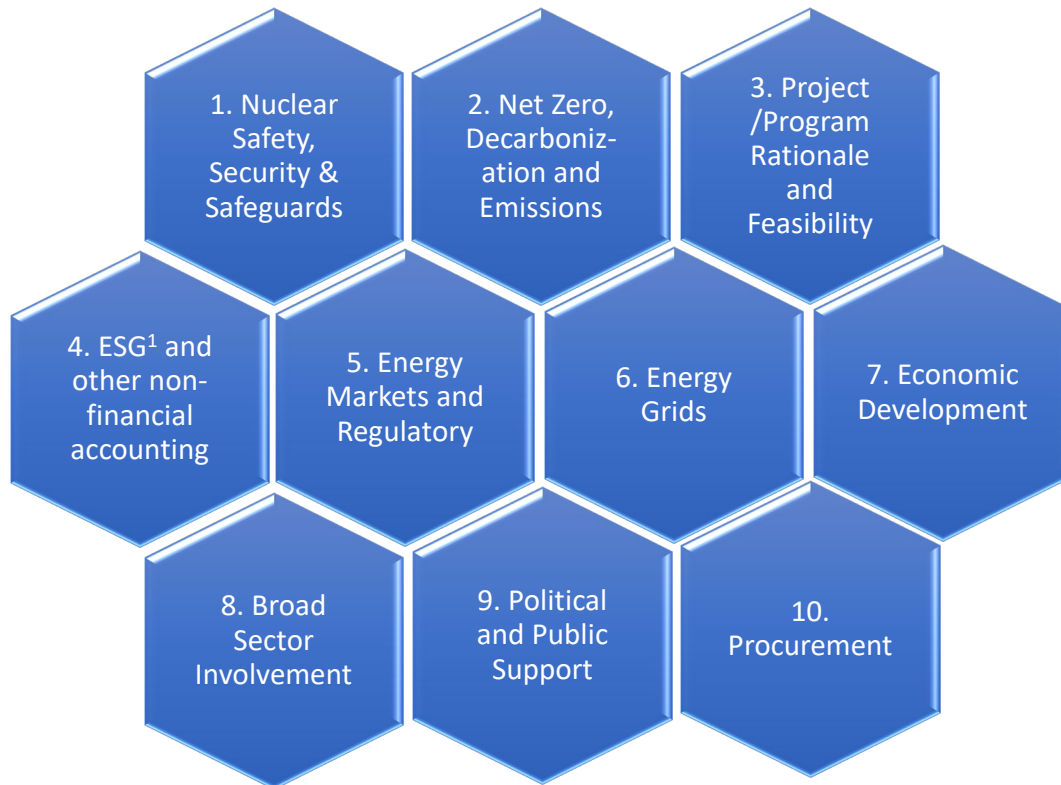 1. Nuclear
Safety,
Security &
Safeguards
2. Net Zero,
Decarboniz-
ation and
Emissions
3. Project
/Program
Rationale
and
Feasibility
4. ESG¹ and
other non-
financial
accounting
5. Energy
Markets and
Regulatory
6. Energy
Grids
7. Economic
Development
8. Broad
Sector
Involvement
9. Political
and Public
Support
10.
Procurement